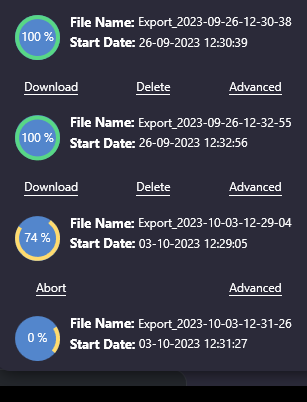 100 %
File Name: Export_2023-09-26-12-30-38
Start Date: 26-09-2023 12:30:39
Download Delete Advanced
100 %
File Name: Export_2023-09-26-12-32-55
Start Date: 26-09-2023 12:32:56
Download Delete Advanced
74 %
File Name: Export_2023-10-03-12-29-04
Start Date: 03-10-2023 12:29:05
Abort Advanced
0 %
File Name: Export_2023-10-03-12-31-26
Start Date: 03-10-2023 12:31:27